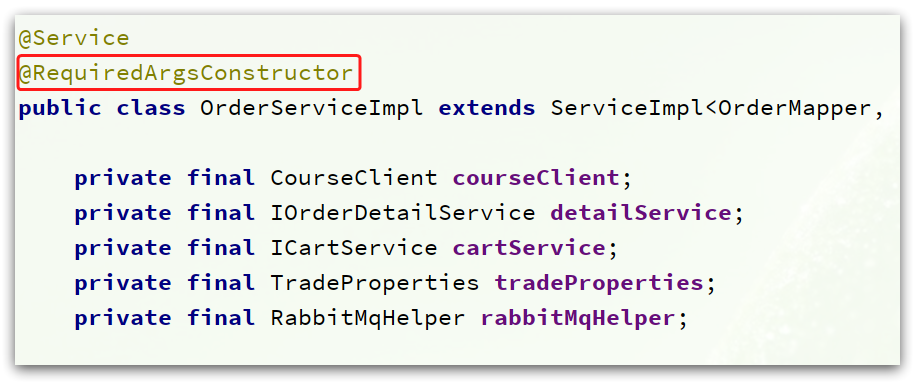 @Service
@RequiredArgsConstructor
public class OrderServiceImpl extends ServiceImpl<OrderMapper,
private final CourseClient courseClient;
private final IOrderDetailService detailService;
private final ICartService cartService;
private final TradeProperties tradeProperties;
private final RabbitMqHelper rabbitMqHelper;